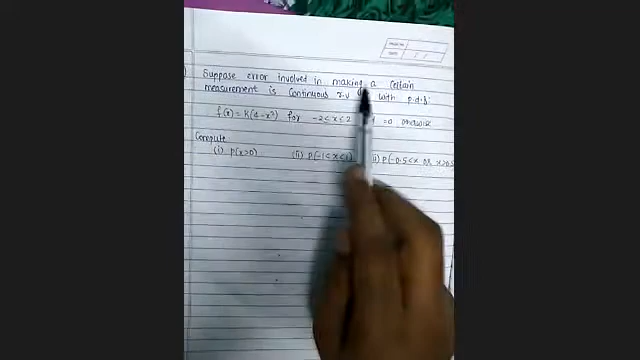 Suppose error involved in making a certain
measurement is continuous r.v with p.d.f.
f(x) = k(4-x²) for -2<x<2 =0 otherwise
Compute
(i) P(x>0) (ii) P(-1<x<1) P(-0.5<x or x>0.5